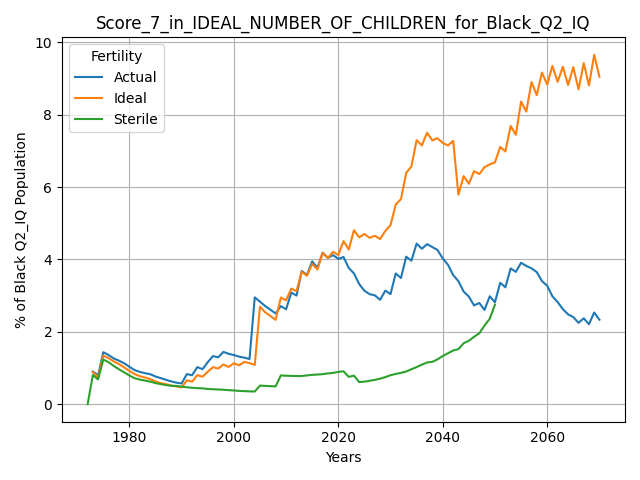 Score_7_in_IDEAL_NUMBER_OF_CHILDREN_for_Black_Q2_IQ
Fertility
Actual
Ideal
Sterile
% of Black Q2_IQ Population
10
8
6
4
2
0
1980
2000
2020
2040
2060
Years